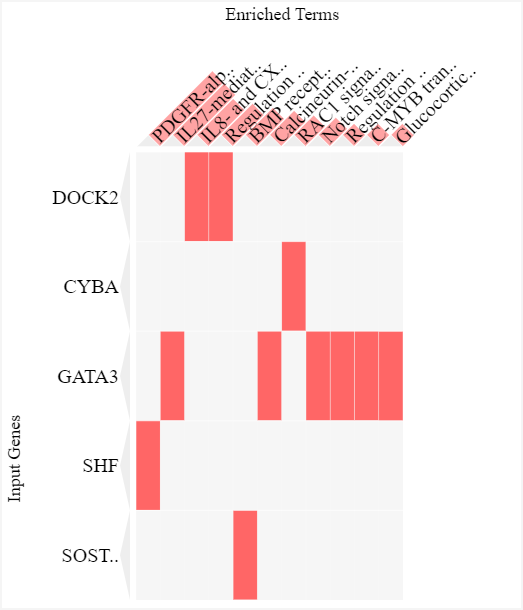 Enriched Terms
PDGFR-alp..
IL27-mediat..
IL8- and CX..
Regulation ..
BMP recept..
Calcineurin-..
RAC1 signa..
Notch signa..
Regulation ..
C-MYB tran..
Glucocortic..
DOCK2
CYBA
GATA3
SHF
SOST..
Input Genes